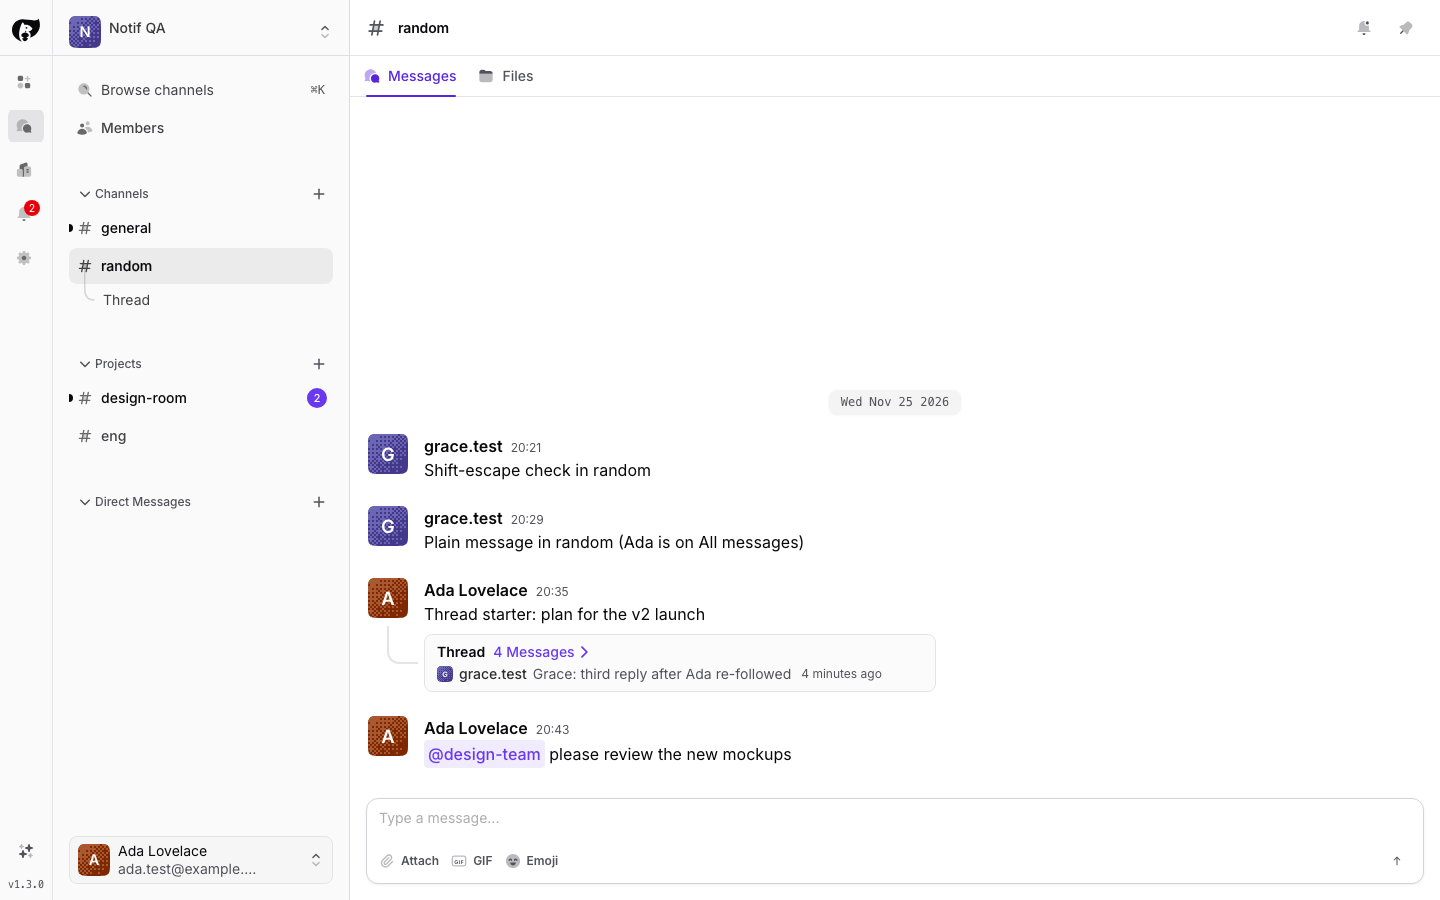 N
Notif QA
Browse channels
⌘K
Members
Channels
general
random
Thread
Projects
design-room
2
eng
Direct Messages
2
A
Ada Lovelace
ada.test@example....
v1.3.0
random
Messages
Files
Wed Nov 25 2026
G
grace.test 20:21
Shift-escape check in random
G
grace.test 20:29
Plain message in random (Ada is on All messages)
A
Ada Lovelace 20:35
Thread starter: plan for the v2 launch
Thread 4 Messages
G grace.test Grace: third reply after Ada re-followed 4 minutes ago
A
Ada Lovelace 20:43
@design-team please review the new mockups
Type a message...
Attach
GIF GIF
Emoji